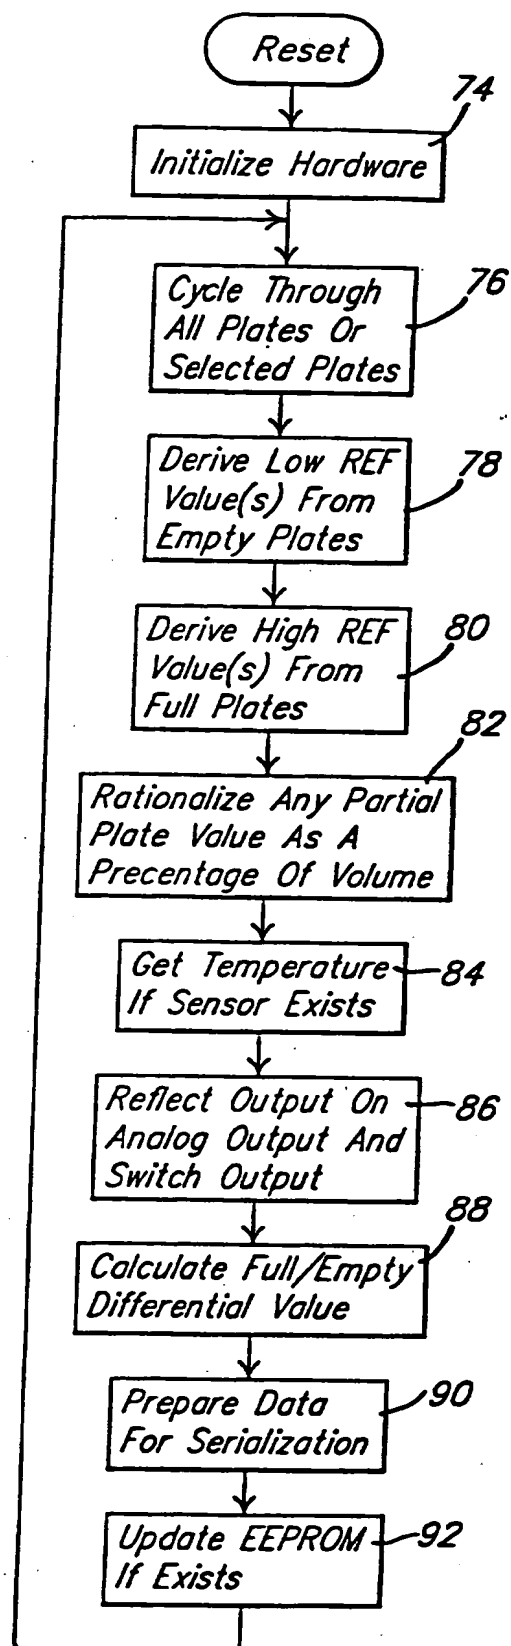 Reset
74
Initialize Hardware
76
Cycle Through
All Plates Or
Selected Plates
78
Derive Low REF
Value(s) From
Empty Plates
80
Derive High REF
Value(s) From
Full Plates
82
Rationalize Any Partial
Plate Value As A
Precentage Of Volume
Get Temperature 84
If Sensor Exists
Reflect Output On 86
Analog Output And
Switch Output
88
Calculate Full/Empty
Differential Value
90
Prepare Data
For Serialization
Update EEPROM 92
If Exists